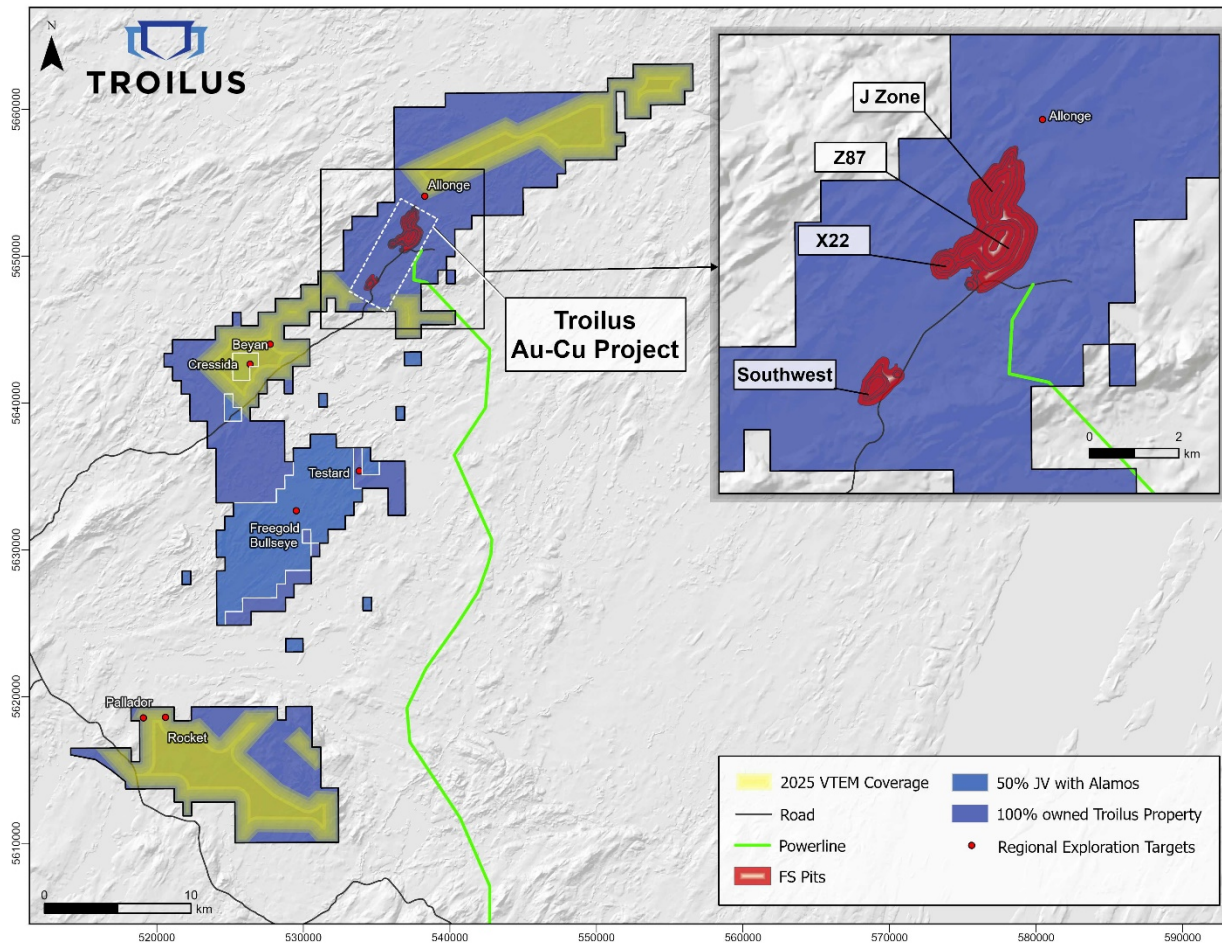 N
TROILUS
5660000
5650000
5640000
5630000
5620000
5610000
Allonge
Beyan
Cressida
Testard
Freegold
Bullseye
Pallador
Rocket
Troilus
Au-Cu Project
J Zone
Allonge
Z87
X22
Southwest
0 2
km
2025 VTEM Coverage
Road
Powerline
FS Pits
50% JV with Alamos
100% owned Troilus Property
Regional Exploration Targets
0 10
km
520000 530000 540000 550000 560000 570000 580000 590000